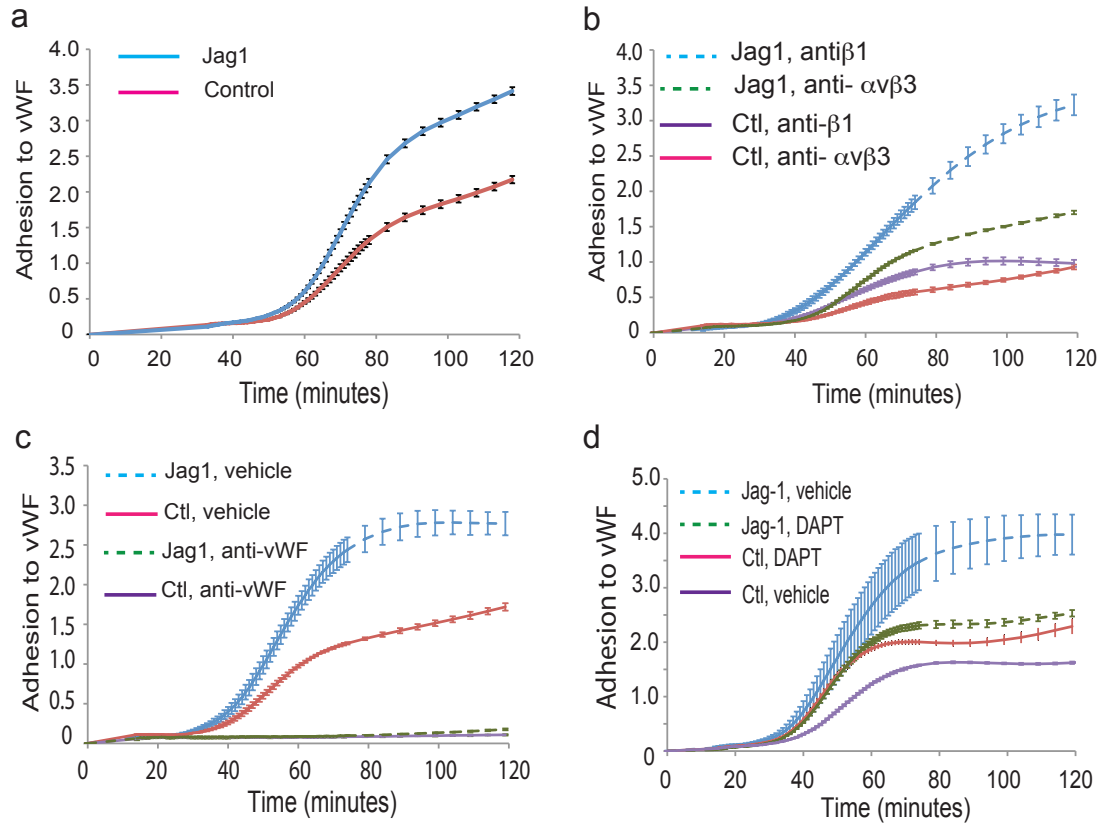 a
4.0
3.5
3.0
2.5
2.0
1.5
1.0
0.5
0
Adhesion to vWF
Jag1
Control
0 20 40 60 80 100 120
Time (minutes)
b
4.0
3.5
3.0
2.5
2.0
1.5
1.0
0.5
0
Adhesion to vWF
Jag1, antiβ1
Jag1, anti- αvβ3
Ctl, anti-β1
Ctl, anti- αvβ3
0 20 40 60 80 100 120
Time (minutes)
c
3.5
3.0
2.5
2.0
1.5
1.0
0.5
0
Adhesion to vWF
Jag1, vehicle
Ctl, vehicle
Jag1, anti-vWF
Ctl, anti-vWF
0 20 40 60 80 100 120
Time (minutes)
d
5.0
4.0
3.0
2.0
1.0
0
Adhesion to vWF
Jag-1, vehicle
Jag-1, DAPT
Ctl, DAPT
Ctl, vehicle
0 20 40 60 80 100 120
Time (minutes)